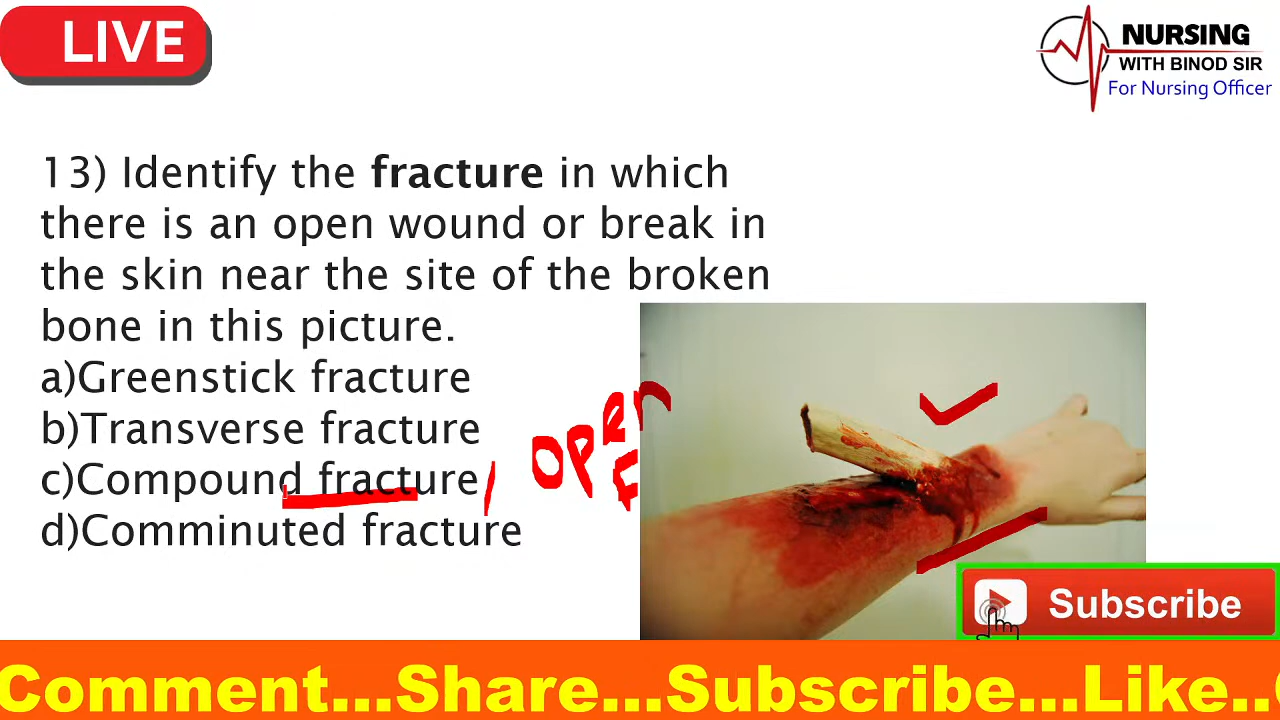 LIVE
NURSING
WITH BINOD SIR
For Nursing Officer
13) Identify the fracture in which
there is an open wound or break in
the skin near the site of the broken
bone in this picture.
a)Greenstick fracture
b)Transverse fracture
c)Compound fracture
d)Comminuted fracture
open
F
Subscribe
Comment...Share...Subscribe...Like..